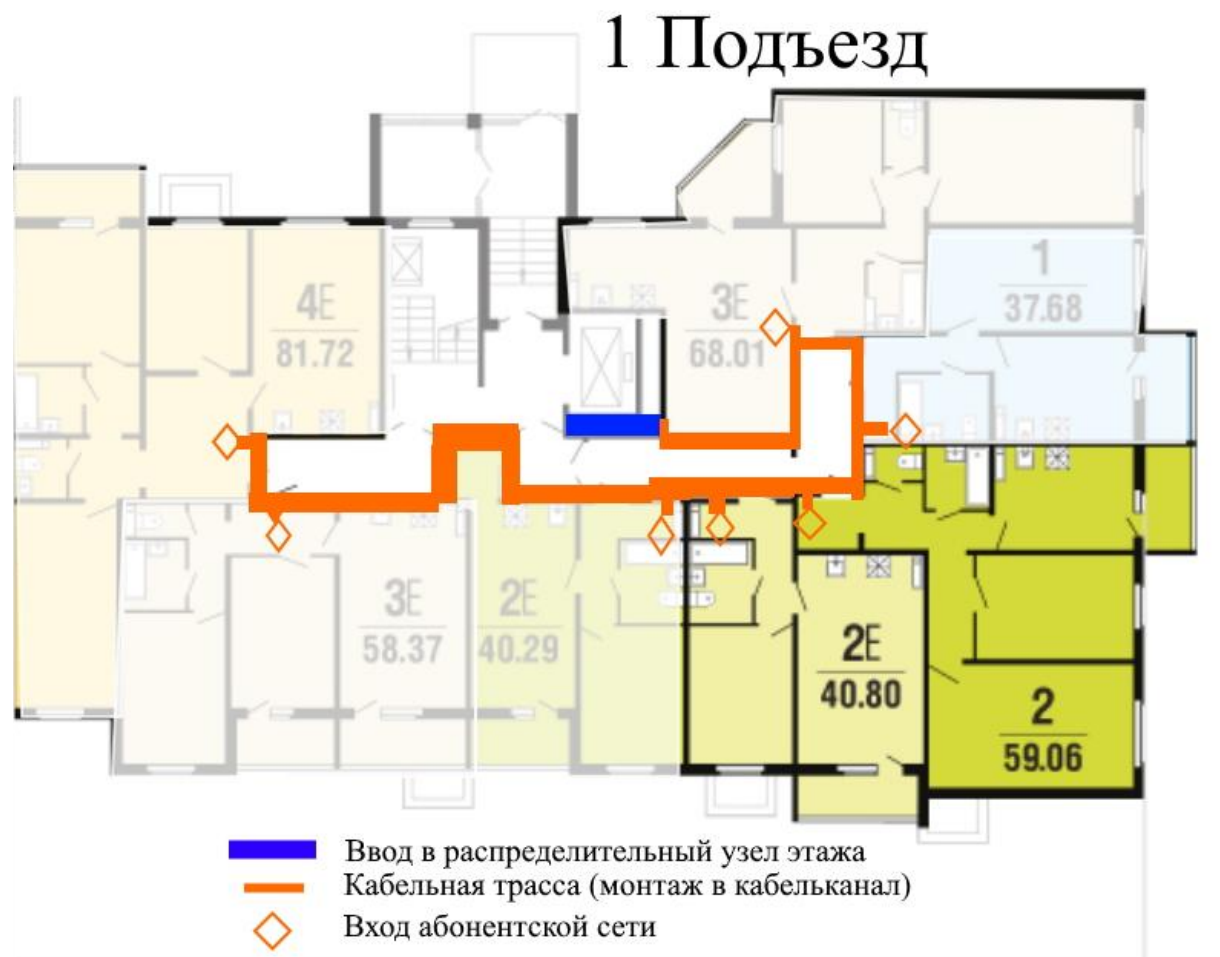 1 Подъезд
4Е
81.72
3Е
68.01
1
37.68
3Е
58.37
2Е
40.29
2Е
40.80
2
59.06
Ввод в распределительный узел этажа
Кабельная трасса (монтаж в кабельканал)
Вход абонентской сети